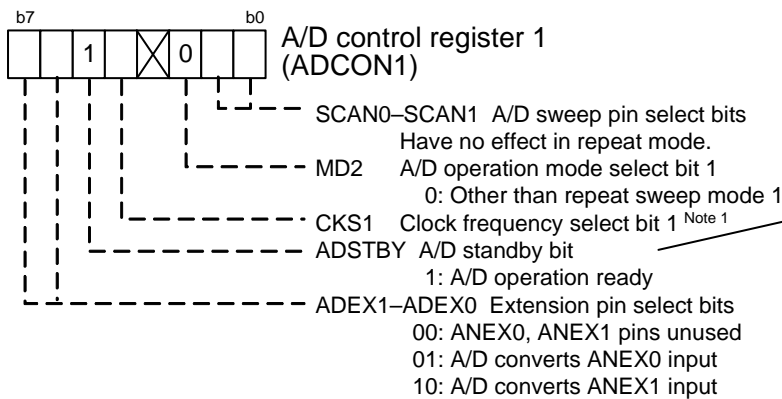 b7 b0
1 0
A/D control register 1
(ADCON1)
SCAN0–SCAN1 A/D sweep pin select bits
Have no effect in repeat mode.
MD2 A/D operation mode select bit 1
0: Other than repeat sweep mode 1
CKS1 Clock frequency select bit 1 Note 1
ADSTBY A/D standby bit
1: A/D operation ready
ADEX1–ADEX0 Extension pin select bits
00: ANEX0, ANEX1 pins unused
01: A/D converts ANEX0 input
10: A/D converts ANEX1 input